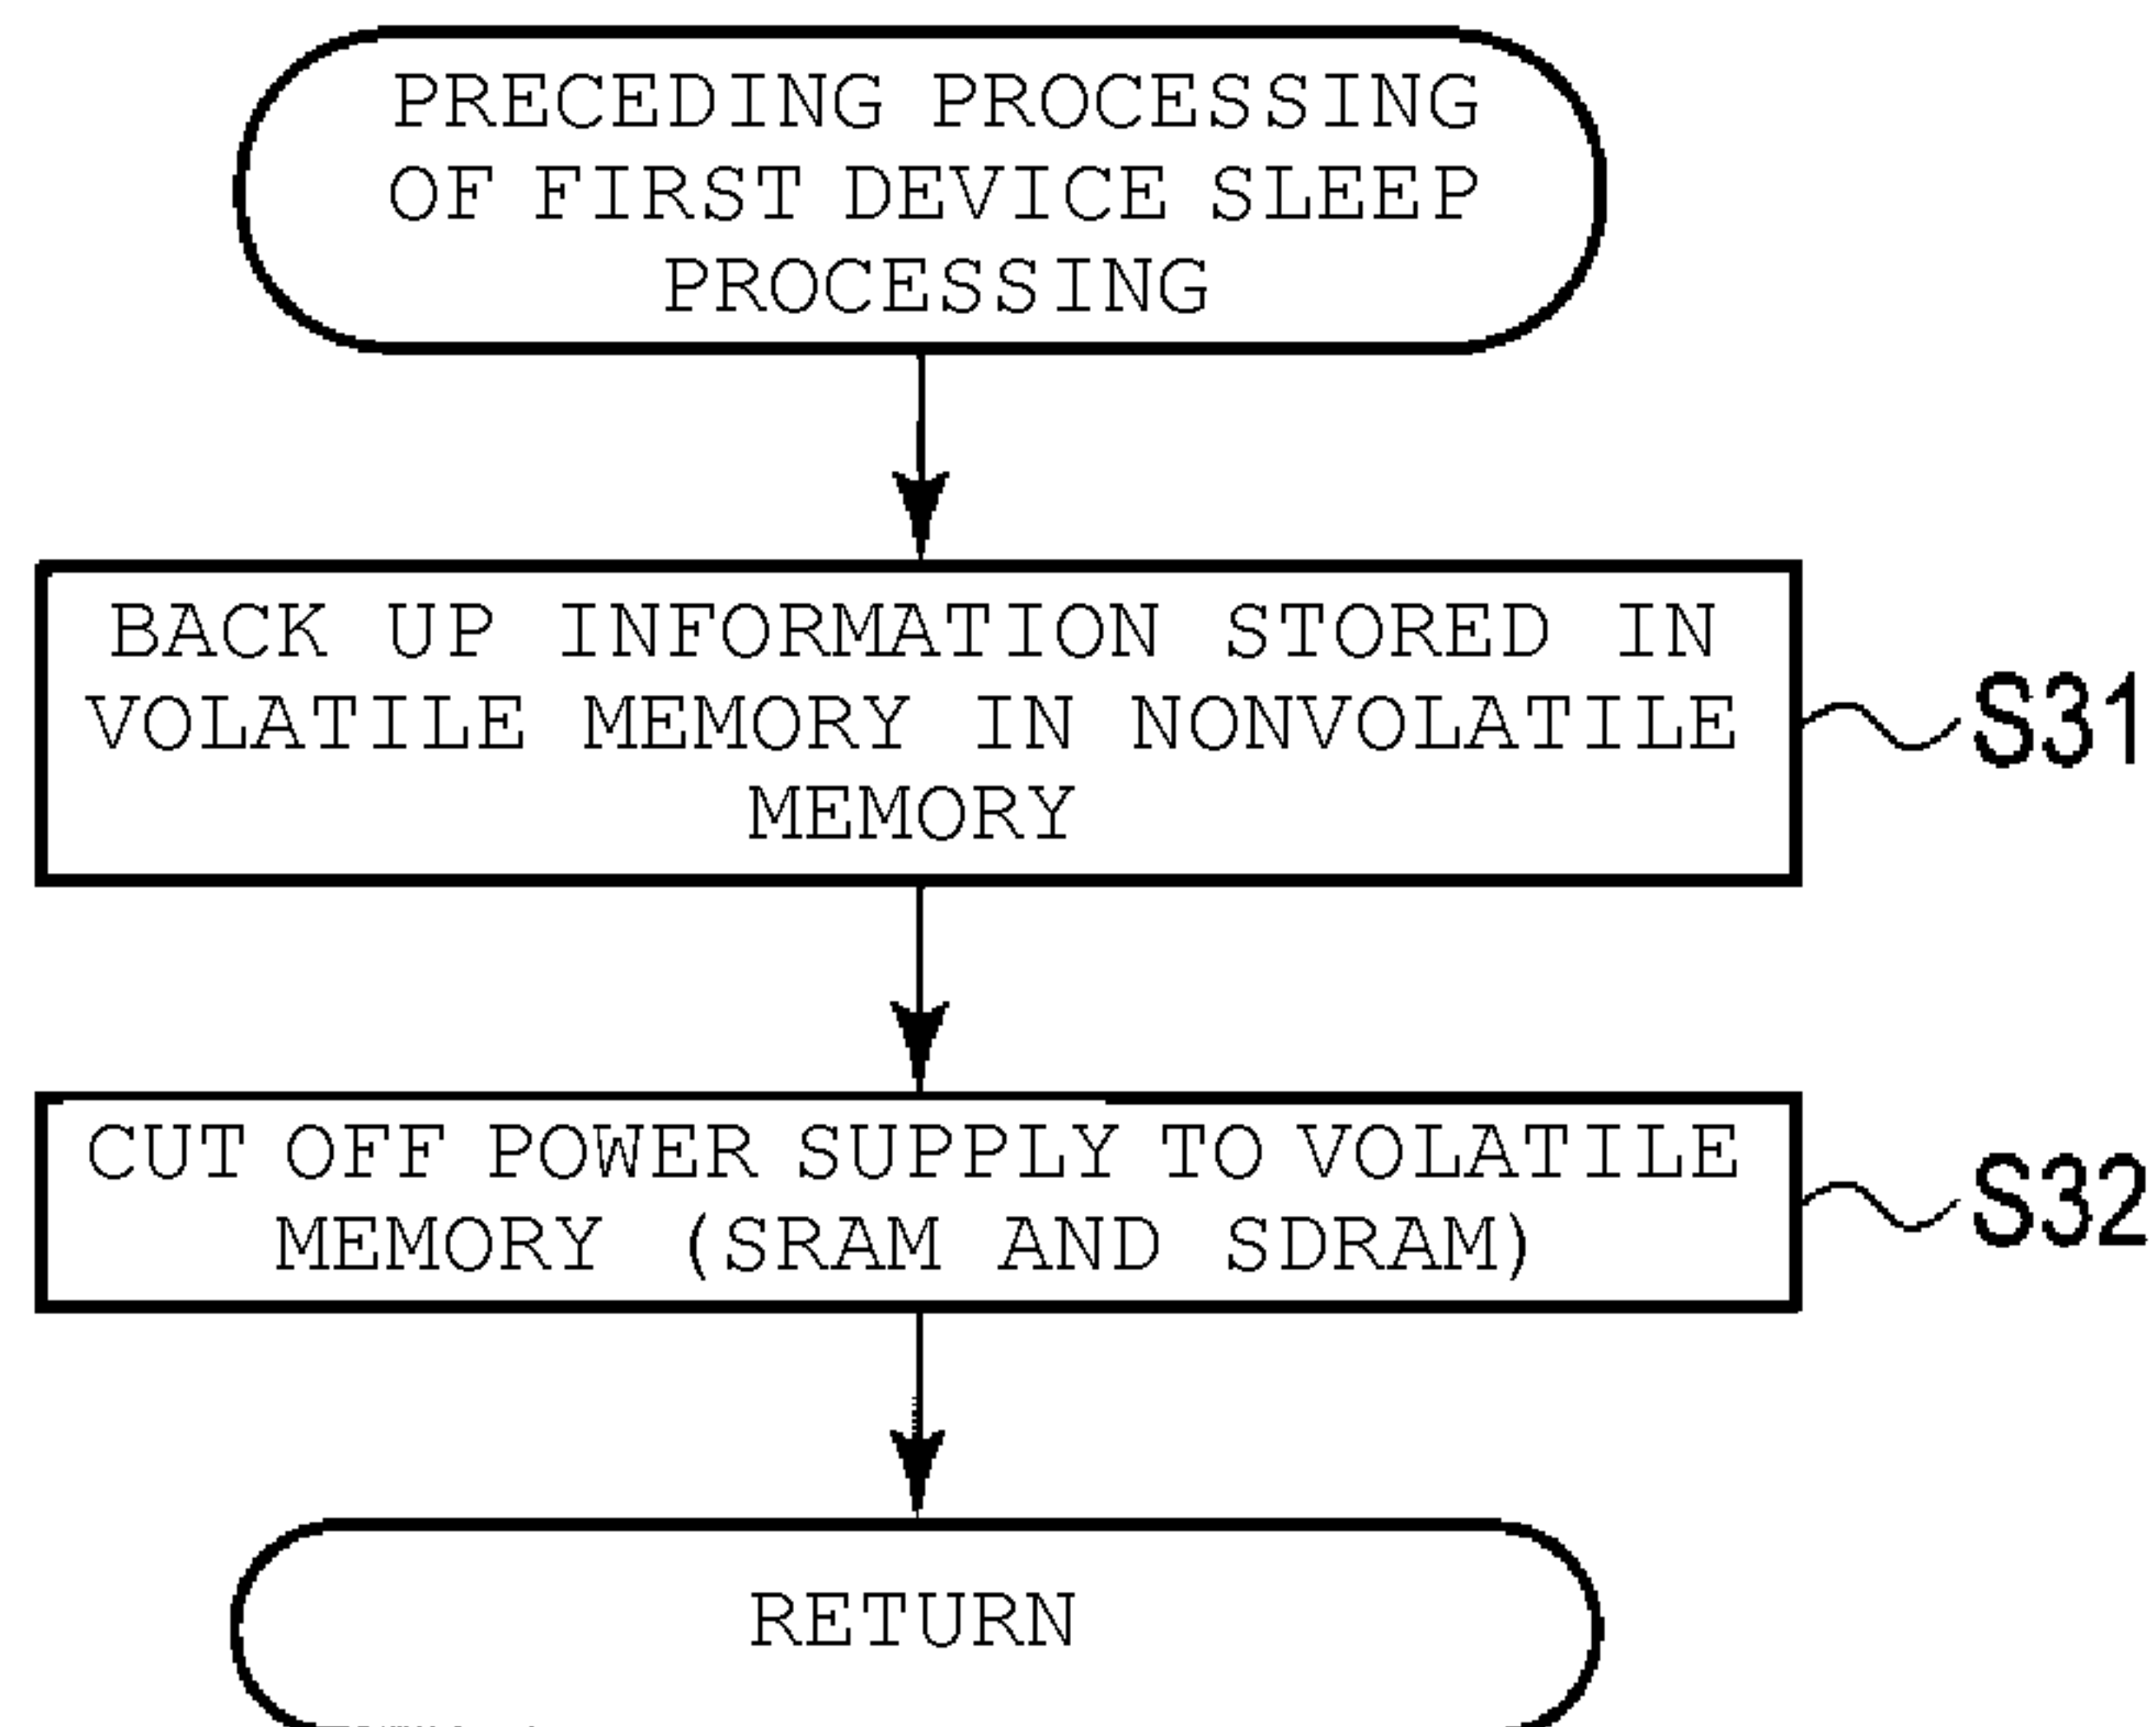 PRECEDING PROCESSING
OF FIRST DEVICE SLEEP
PROCESSING
BACK UP INFORMATION STORED IN
VOLATILE MEMORY IN NONVOLATILE
MEMORY
S31
CUT OFF POWER SUPPLY TO VOLATILE
MEMORY (SRAM AND SDRAM)
S32
RETURN